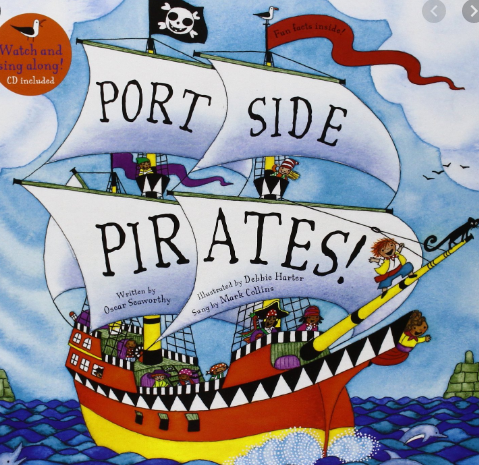 Watch and
sing along!
CD included
Fun facts inside!
PORT SIDE
PIRATES!
Written by
Oscar Seaworthy
Illustrated by Debbie Harter
Sung by Mark Collins